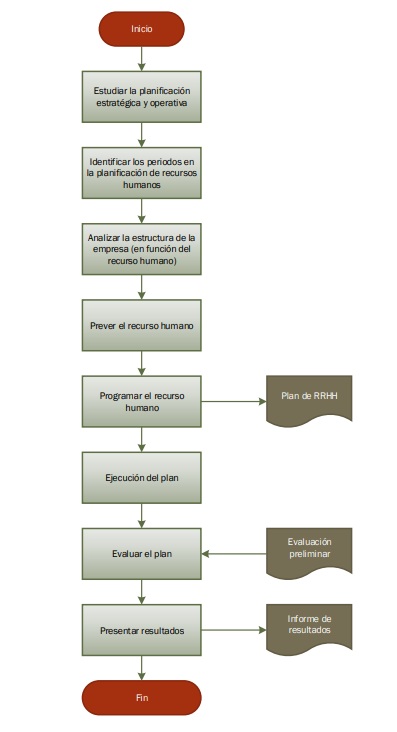 Inicio
Estudiar la planificación
estratégica y operativa
Identificar los periodos en
la planificación de recursos
humanos
Analizar la estructura de la
empresa (en función del
recurso humano)
Prever el recurso humano
Programar el recurso
humano
Plan de RRHH
Ejecución del plan
Evaluar el plan
Evaluación
preliminar
Presentar resultados
Informe de
resultados
Fin